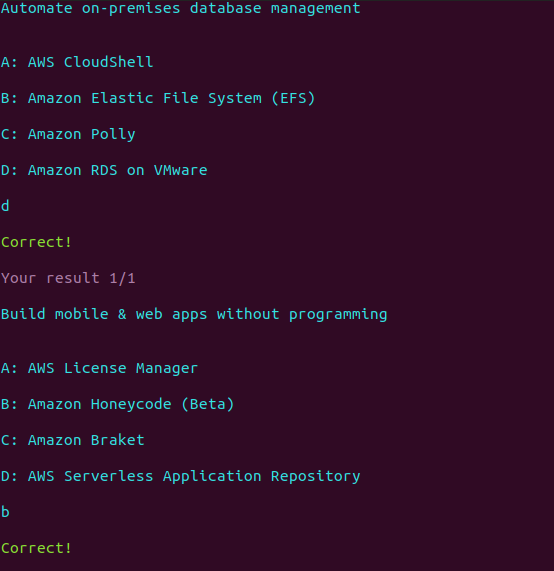 Automate on-premises database management
A: AWS CloudShell
B: Amazon Elastic File System (EFS)
C: Amazon Polly
D: Amazon RDS on VMware
d
Correct!
Your result 1/1
Build mobile & web apps without programming
A: AWS License Manager
B: Amazon Honeycode (Beta)
C: Amazon Braket
D: AWS Serverless Application Repository
b
Correct!